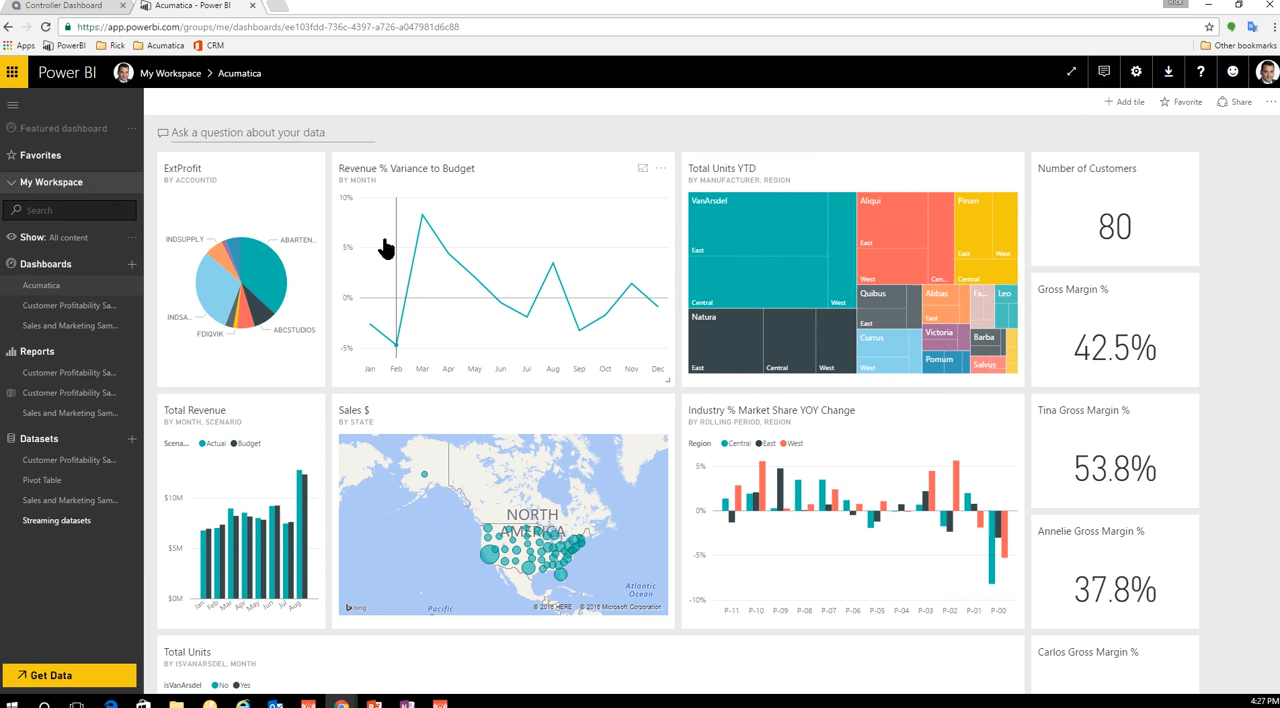 Controller Dashboard
Acumatica - Power BI
RICK
https://app.powerbi.com/groups/me/dashboards/ee103fdd-736c-4397-a726-a047981d6c88
Apps PowerBI Rick Acumatica CRM Other bookmarks
Power BI My Workspace > Acumatica
Add tile Favorite Share
Featured dashboard
Favorites
My Workspace
Search
Show: All content
Dashboards
Acumatica
Customer Profitability Sa...
Sales and Marketing Sam...
Reports
Customer Profitability Sa...
Customer Profitability Sa...
Sales and Marketing Sam...
Datasets
Customer Profitability Sa...
Pivot Table
Sales and Marketing Sam...
Streaming datasets
Get Data
Ask a question about your data
ExtProfit
BY ACCOUNTID
INDSUPPLY
ABARTEN...
INDSA...
FDIQVIK
ABCSTUDIOS
Revenue % Variance to Budget
BY MONTH
10%
5%
0%
-5%
Jan Feb Mar Apr May Jun Jul Aug Sep Oct Nov Dec
Total Units YTD
BY MANUFACTURER, REGION
VanArsdel
East
Central
West
Natura
East
Central
West
Aliqui
East
West
Cen...
Pirum
East
West
Central
Quibus
East
Currus
West
Abbas
East
Victoria
Pomum
Fa...
Leo
Barba
Salvus
Number of Customers
80
Gross Margin %
42.5%
Total Revenue
BY MONTH, SCENARIO
Scena... Actual Budget
$10M
$5M
$0M
Jan Feb Mar Apr May Jun Jul Aug
Sales $
BY STATE
NORTH
AMERICA
Atlantic
Ocean
Pacific
bing
© 2016 HERE © 2016 Microsoft Corporation
Industry % Market Share YOY Change
BY ROLLING PERIOD, REGION
Region Central East West
5%
0%
-5%
-10%
P-11 P-10 P-09 P-08 P-07 P-06 P-05 P-04 P-03 P-02 P-01 P-00
Tina Gross Margin %
53.8%
Annelie Gross Margin %
37.8%
Total Units
BY ISVANARSDEL, MONTH
isVanArsdel No Yes
Carlos Gross Margin %
4:27 PM